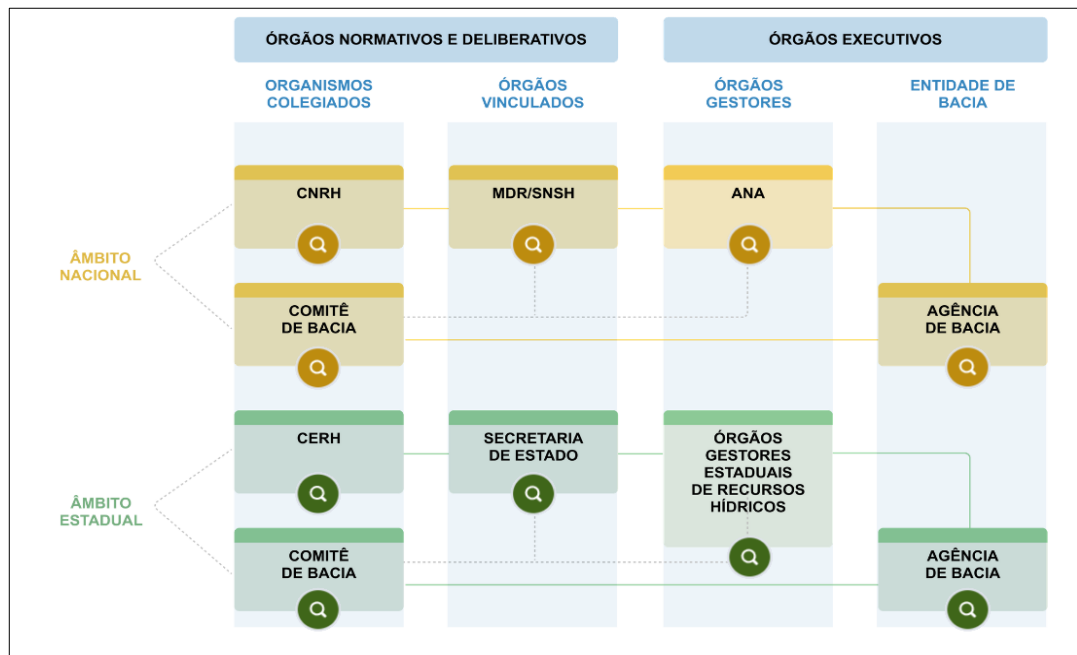 ÓRGÃOS NORMATIVOS E DELIBERATIVOS
ÓRGÃOS EXECUTIVOS
ORGANISMOS
COLEGIADOS
ÓRGÃOS
VINCULADOS
ÓRGÃOS
GESTORES
ENTIDADE DE
BACIA
ÂMBITO
NACIONAL
CNRH
MDR/SNSH
ANA
COMITÊ
DE BACIA
AGÊNCIA
DE BACIA
ÂMBITO
ESTADUAL
CERH
SECRETARIA
DE ESTADO
ÓRGÃOS
GESTORES
ESTADUAIS
DE RECURSOS
HÍDRICOS
COMITÊ
DE BACIA
AGÊNCIA
DE BACIA